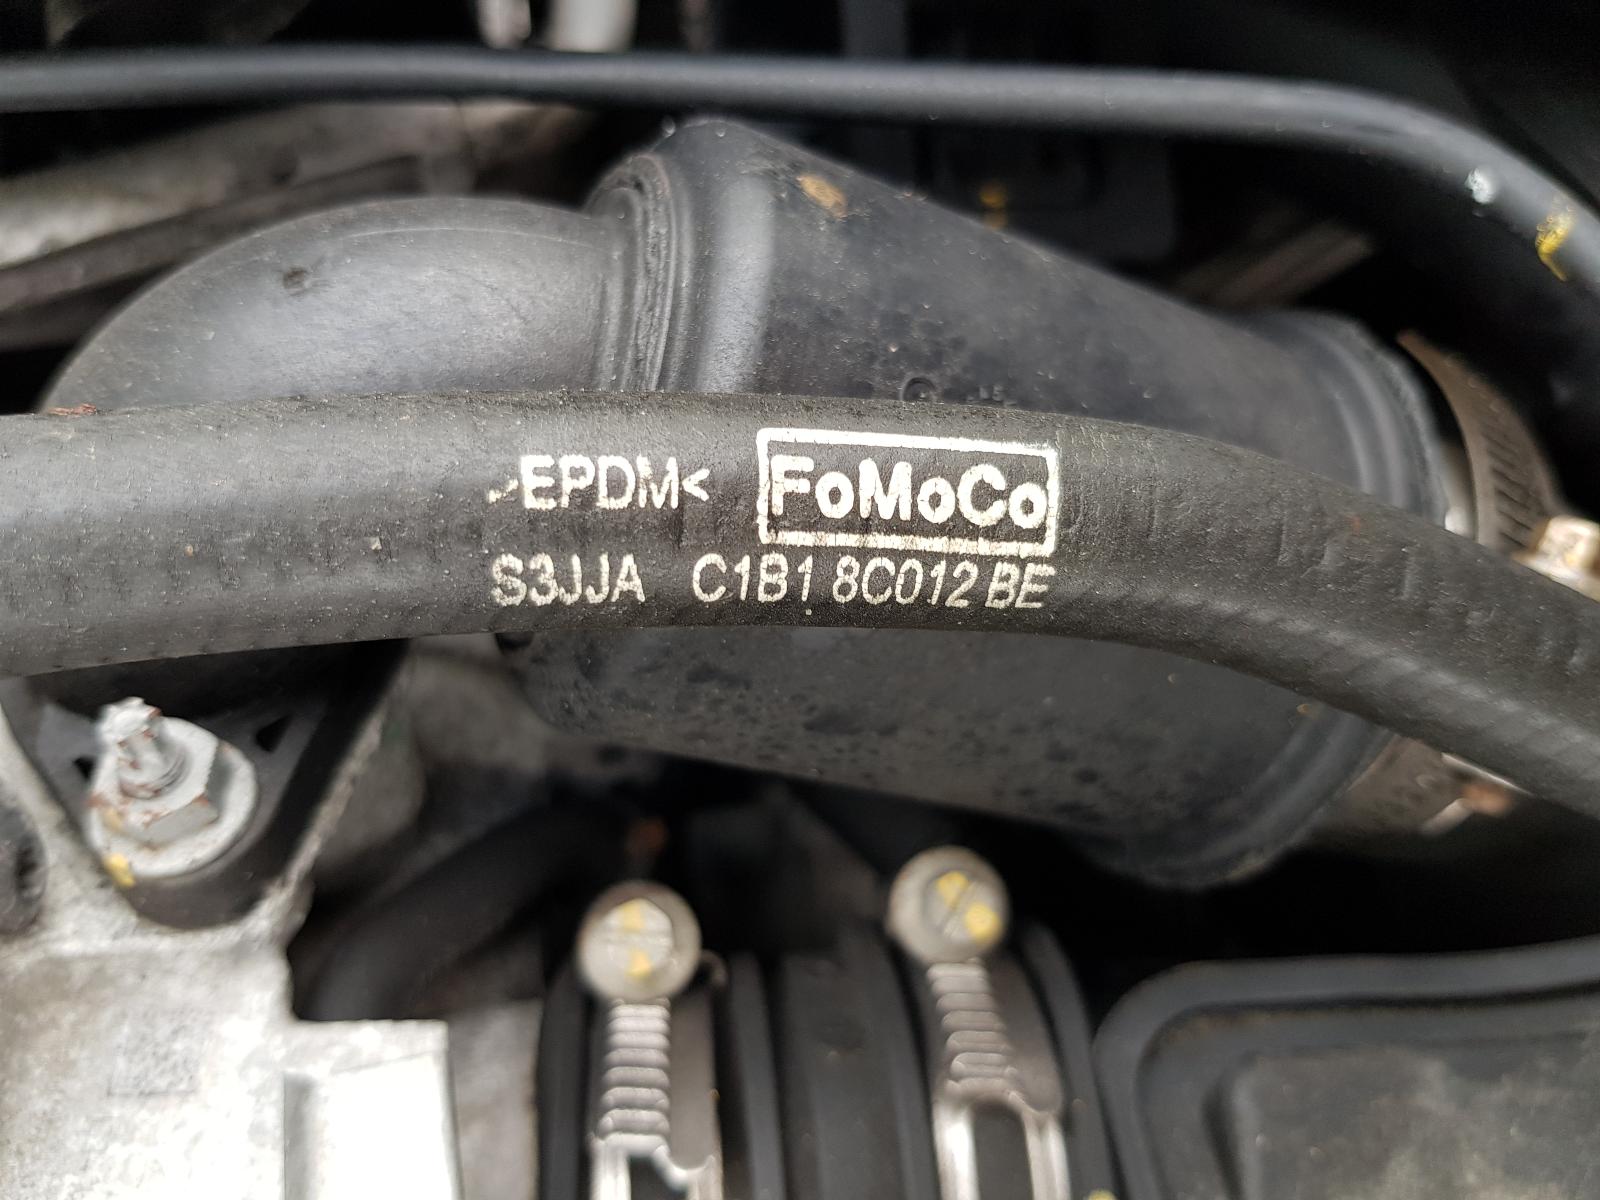 >EPDM< FoMoCo
S3JJA C1B1 8C012 BE